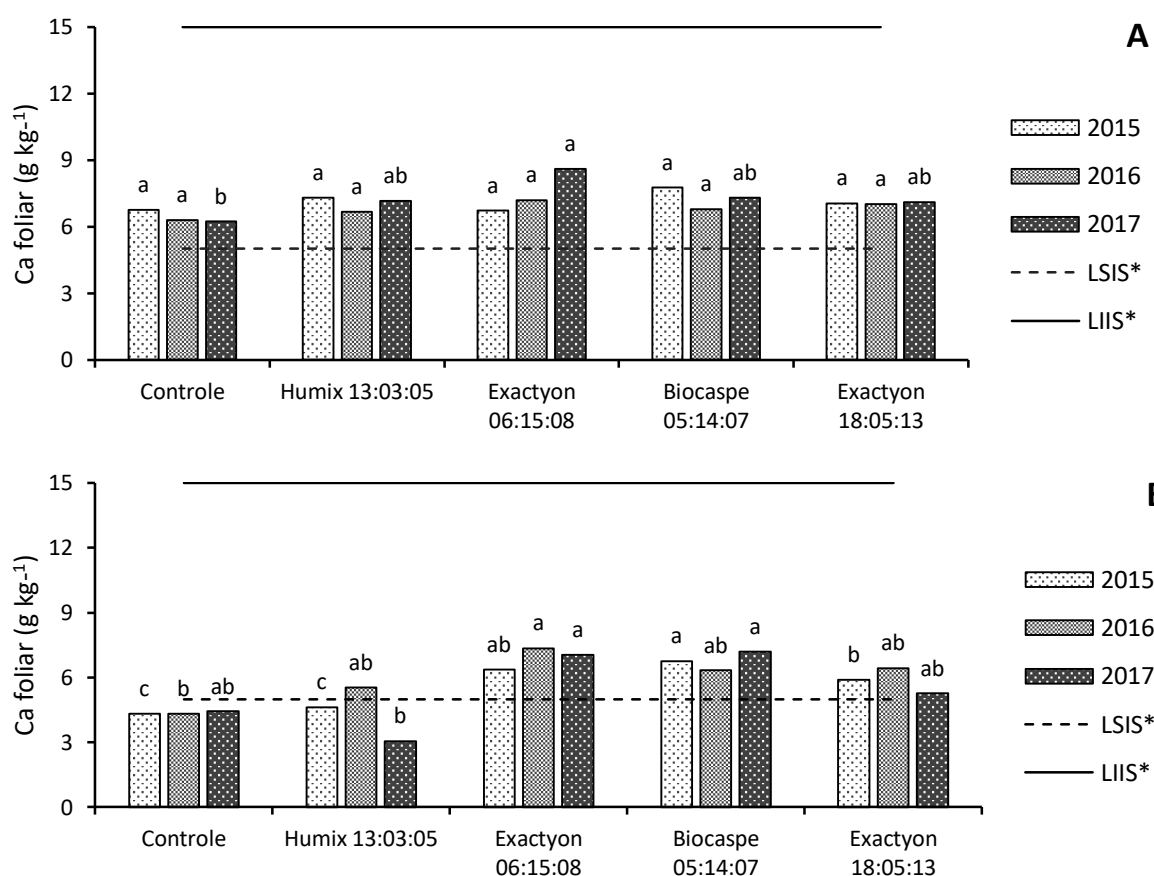 A
Ca foliar (g kg-1)
15
12
9
6
3
0
a a b
a a ab
a a a
a a ab
a a ab
Controle
Humix 13:03:05
Exactyon
06:15:08
Biocaspe
05:14:07
Exactyon
18:05:13
2015
2016
2017
LSIS*
LIIS*
Ca foliar (g kg-1)
15
12
9
6
3
0
c b ab
c ab b
ab a a
a ab a
b ab ab
Controle
Humix 13:03:05
Exactyon
06:15:08
Biocaspe
05:14:07
Exactyon
18:05:13
2015
2016
2017
LSIS*
LIIS*